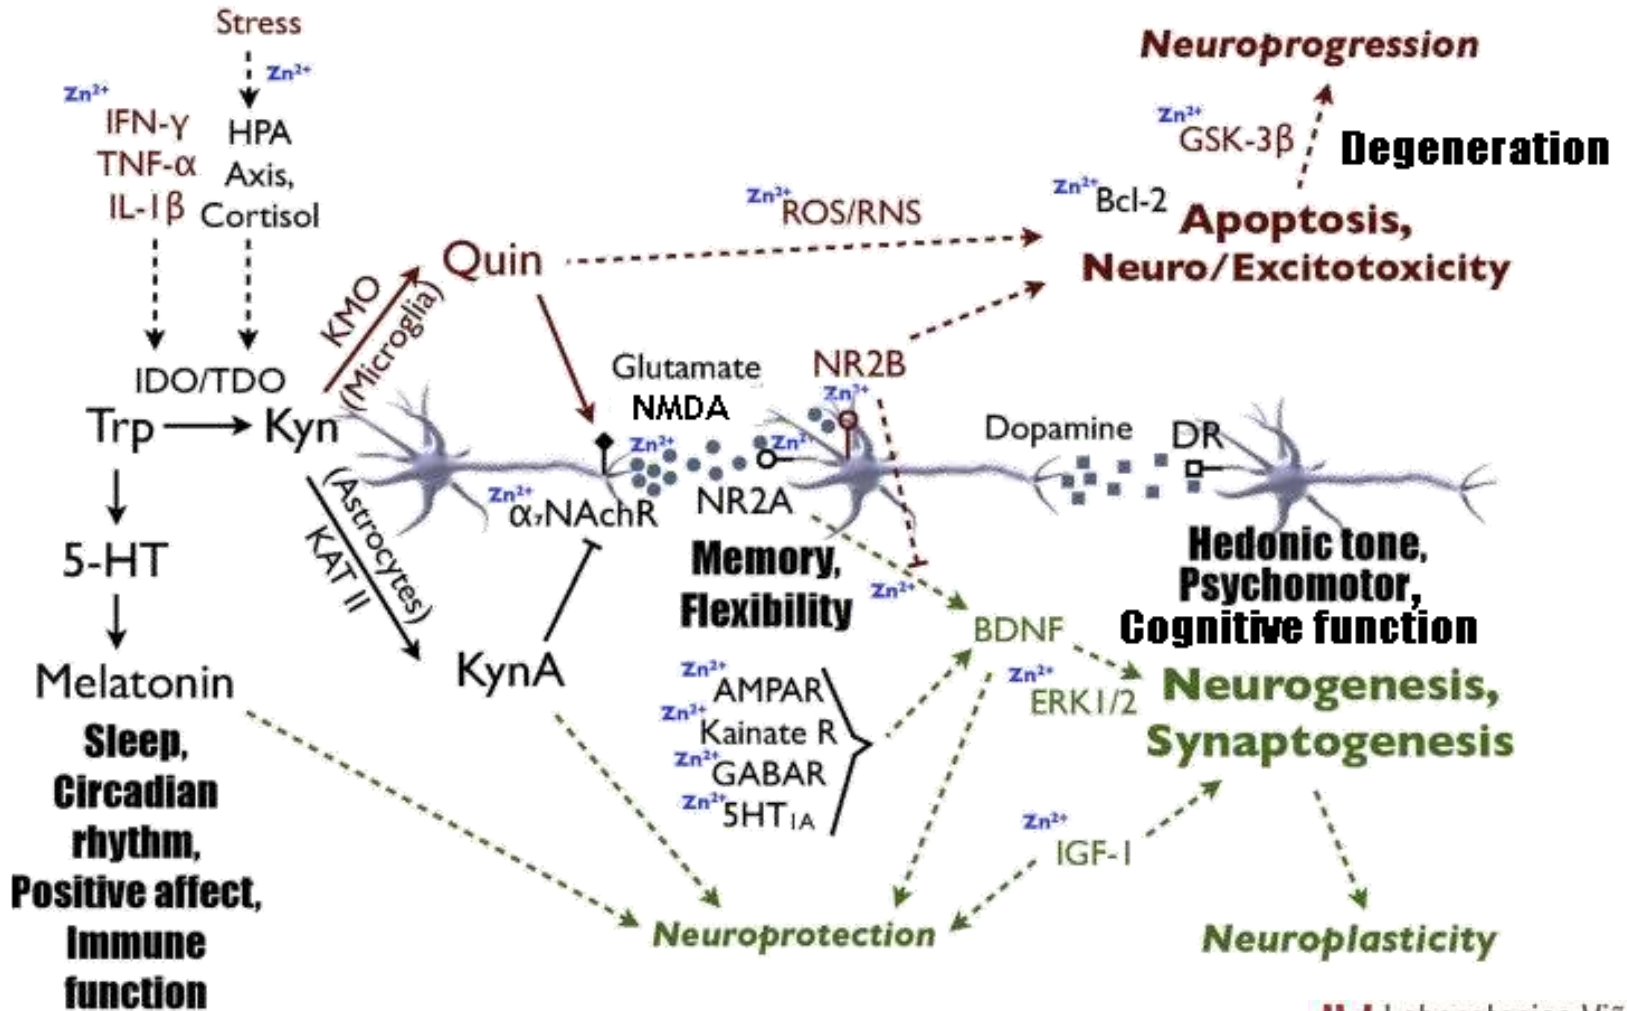 Stress
Zn²⁺
Zn²⁺
IFN-γ
TNF-α
IL-1β
HPA
Axis,
Cortisol
IDO/TDO
Trp
Kyn
5-HT
Melatonin
Sleep,
Circadian
rhythm,
Positive affect,
Immune
function
KMO
(Microglia)
Quin
(Astrocytes)
KAT II
KynA
Zn²⁺
ROS/RNS
Neuroprogression
Zn²⁺
GSK-3β
Degeneration
Zn²⁺
Bcl-2
Apoptosis,
Neuro/Excitotoxicity
Glutamate
NMDA
Zn²⁺
Zn²⁺
NR2B
Zn²⁺
Zn²⁺
α₇NAchR
NR2A
Memory,
Flexibility
Zn²⁺
Dopamine
DR
Hedonic tone,
Psychomotor,
Cognitive function
BDNF
Zn²⁺
ERK1/2
Neurogenesis,
Synaptogenesis
Zn²⁺
AMPAR
Zn²⁺
Kainate R
Zn²⁺
GABAR
Zn²⁺
5HT₁A
Zn²⁺
IGF-1
Neuroprotection
Neuroplasticity